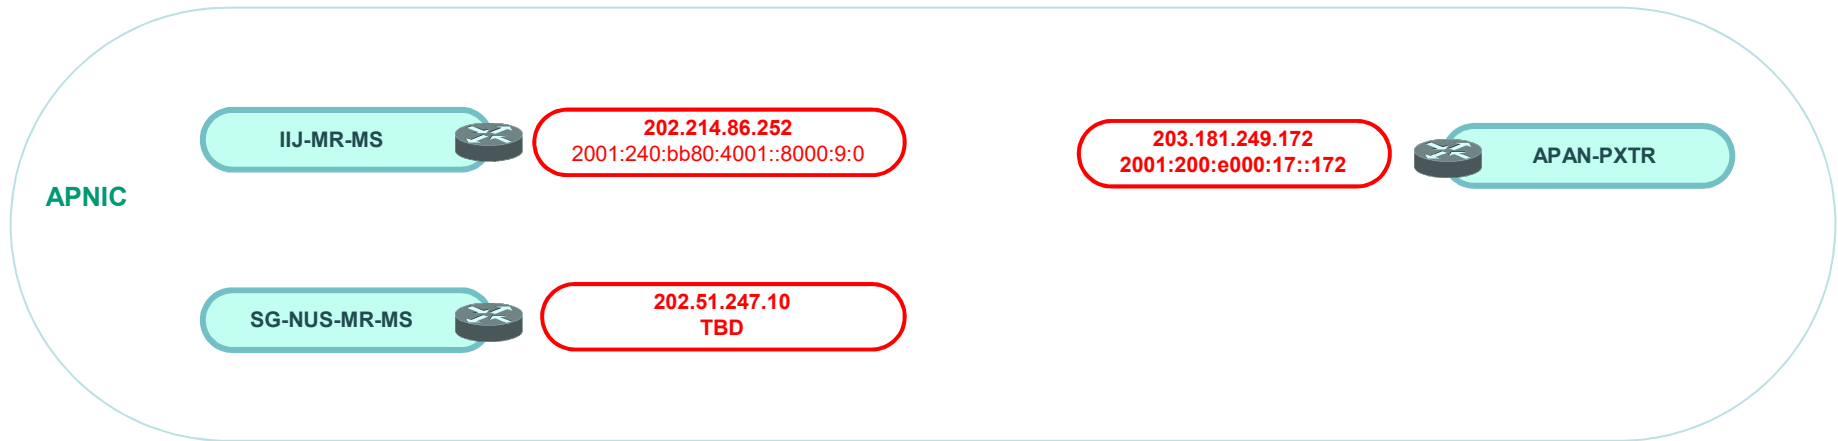 IIJ-MR-MS
202.214.86.252
2001:240:bb80:4001::8000:9:0
203.181.249.172
2001:200:e000:17::172
APAN-PXTR
APNIC
SG-NUS-MR-MS
202.51.247.10
TBD